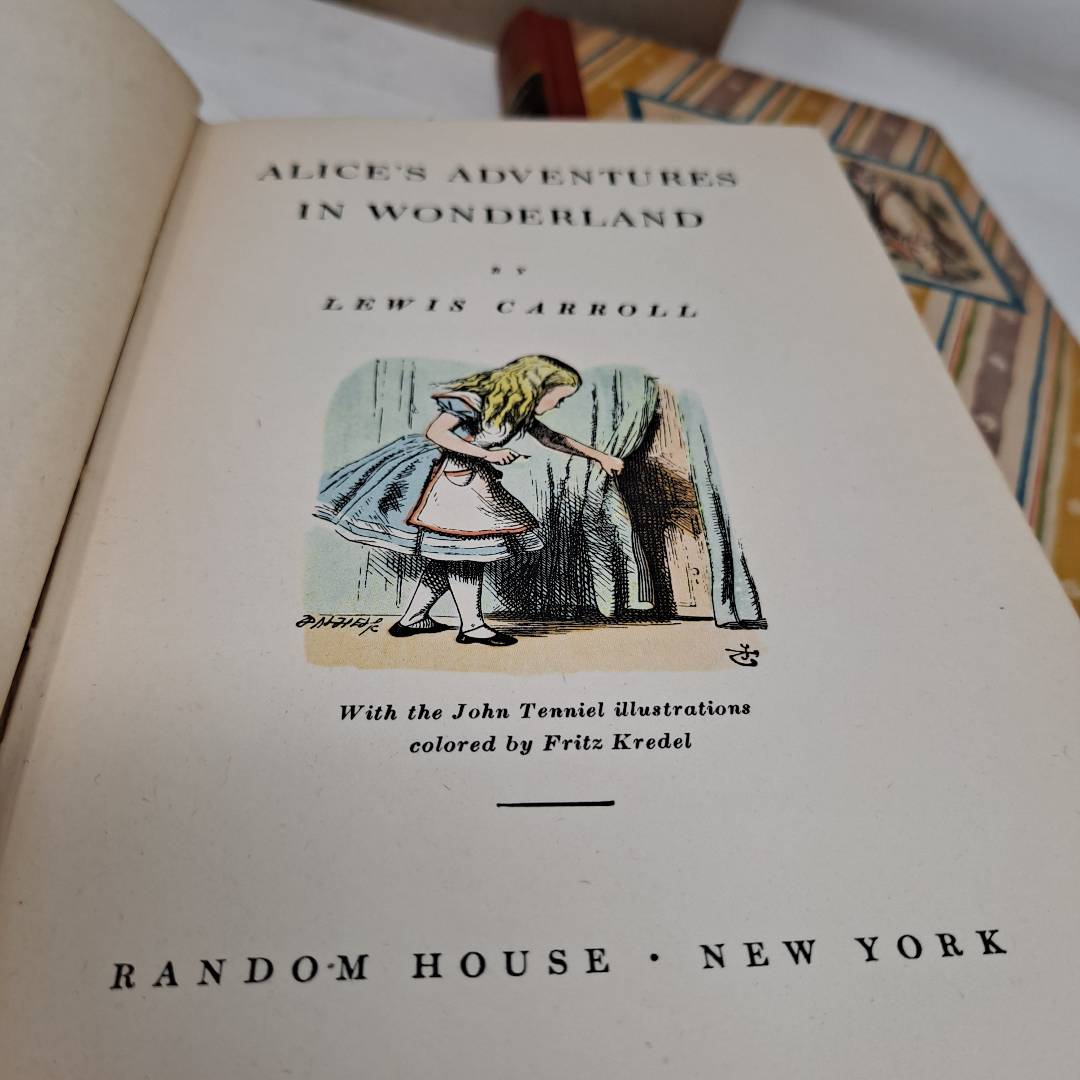 ALICE'S ADVENTURES
IN WONDERLAND
BY
LEWIS CARROLL
With the John Tenniel illustrations
colored by Fritz Kredel
RANDOM HOUSE · NEW YORK